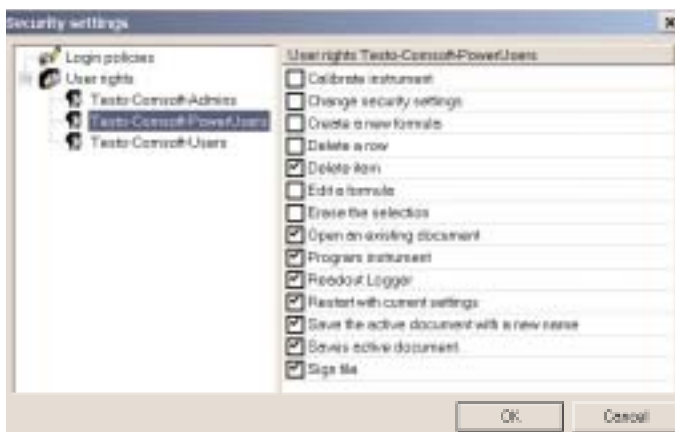 Security settings
Login policies
User rights
Testo-Comsoft-Admins
Testo-Comsoft-PowerUsers
Testo-Comsoft-Users
User rights Testo-Comsoft-PowerUsers
Calibrate instrument
Change security settings
Create a new formula
Delete a row
Delete item
Edit a formula
Erase the selection
Open an existing document
Program instrument
Readout Logger
Restart with current settings
Save the active document with a new name
Saves active document
Sign file
OK
Cancel